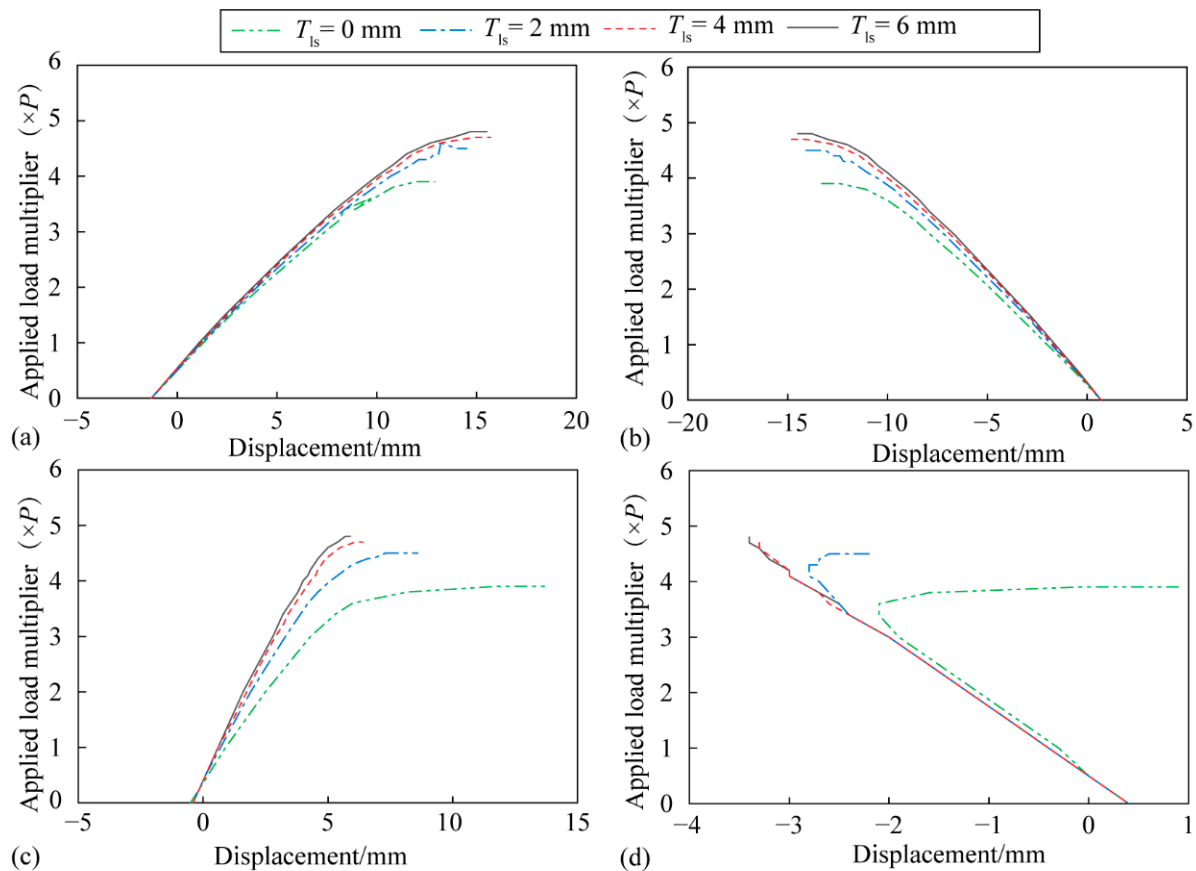 T_ls = 0 mm T_ls = 2 mm T_ls = 4 mm T_ls = 6 mm
Applied load multiplier (×P)
6
5
4
3
2
1
0
−5 0 5 10 15 20
(a) Displacement/mm
Applied load multiplier (×P)
6
5
4
3
2
1
0
−20 −15 −10 −5 0 5
(b) Displacement/mm
Applied load multiplier (×P)
6
5
4
3
2
1
0
−5 0 5 10 15
(c) Displacement/mm
Applied load multiplier (×P)
6
5
4
3
2
1
0
−4 −3 −2 −1 0 1
(d) Displacement/mm